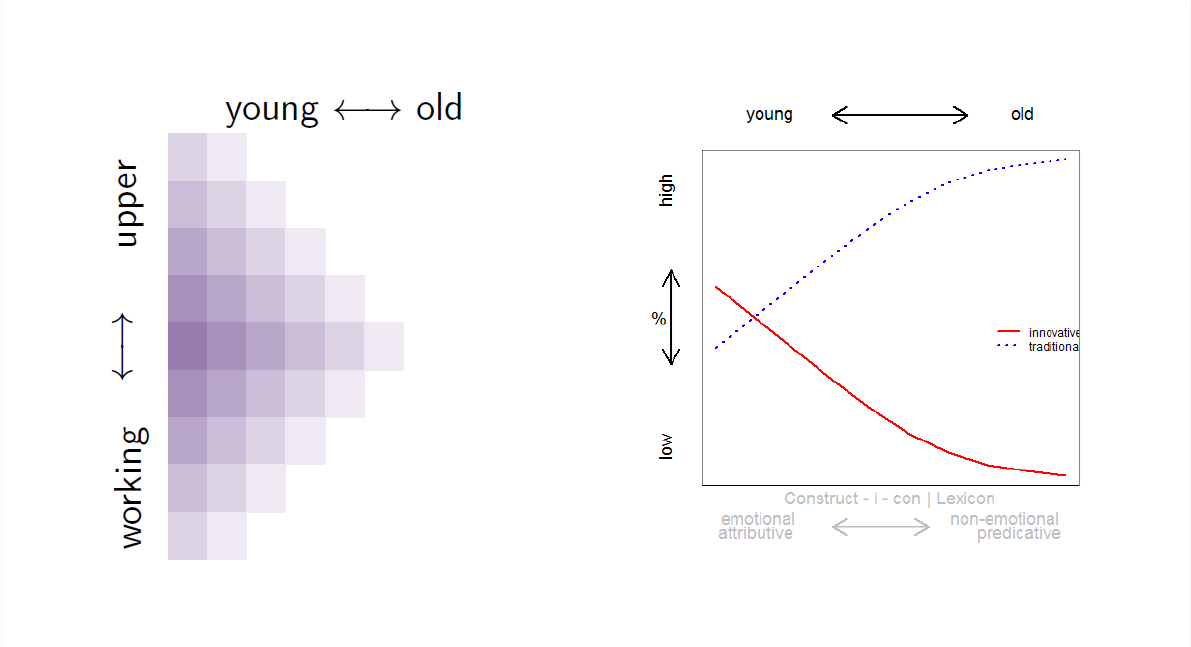 young ⟷ old
upper
⟷
working
young ⟷ old
high
%
low
innovative
traditiona
Construct - i - con | Lexicon
emotional ⟷ non-emotional
attributive predicative